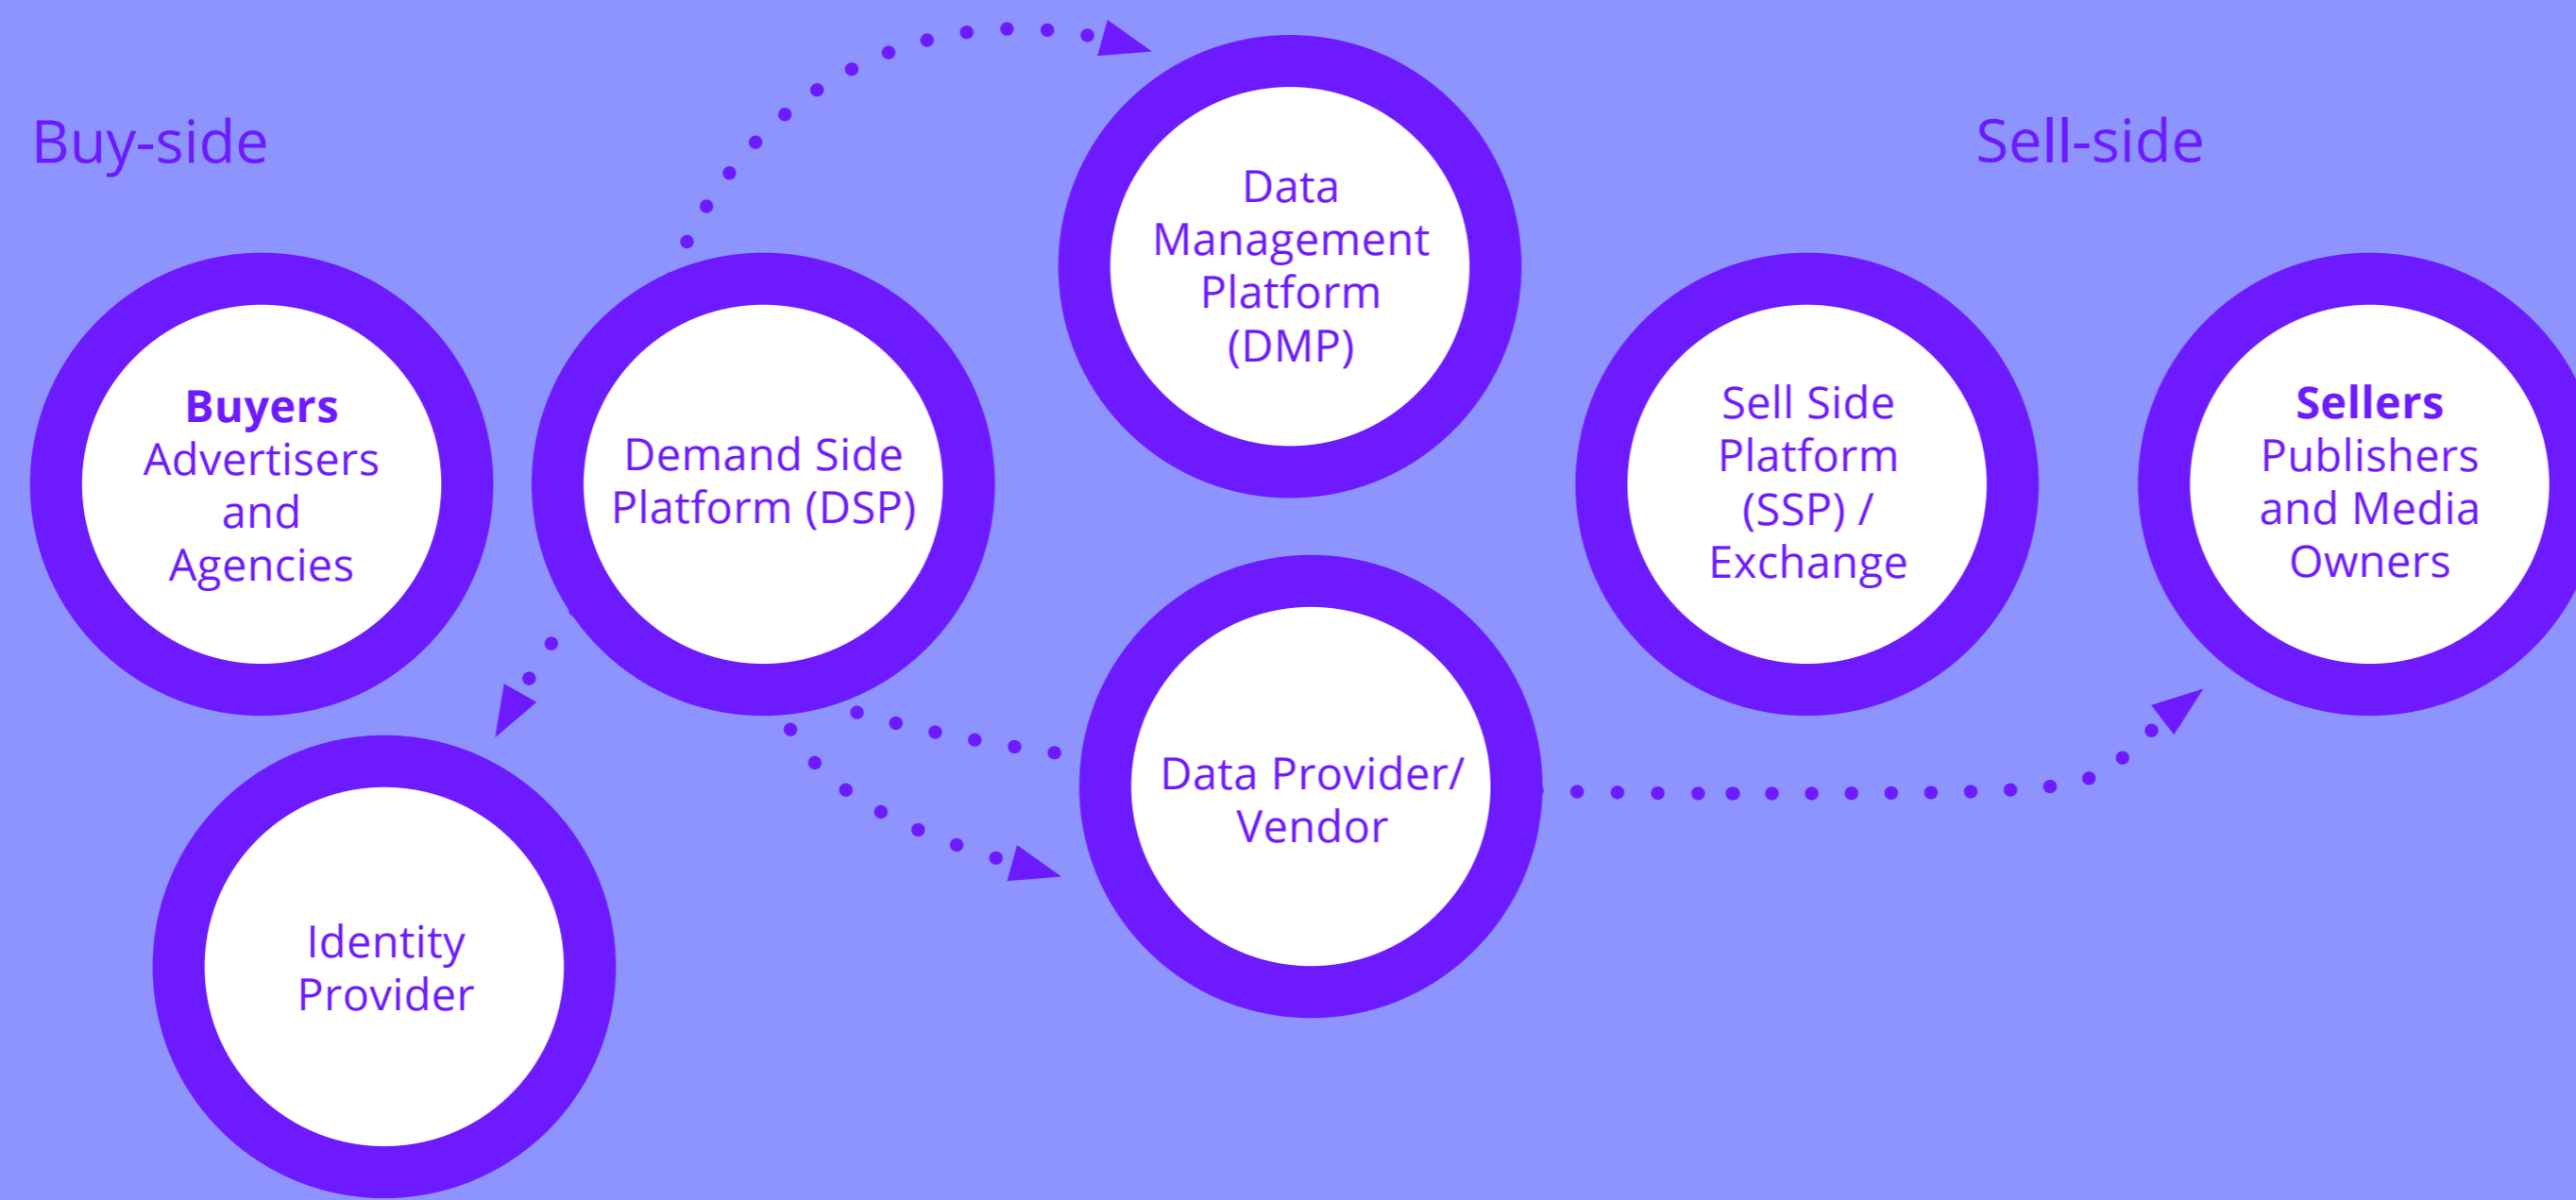 Buy-side
Sell-side
Buyers
Advertisers
and
Agencies
Demand Side
Platform (DSP)
Data
Management
Platform
(DMP)
Sell Side
Platform
(SSP) /
Exchange
Sellers
Publishers
and Media
Owners
Identity
Provider
Data Provider/
Vendor